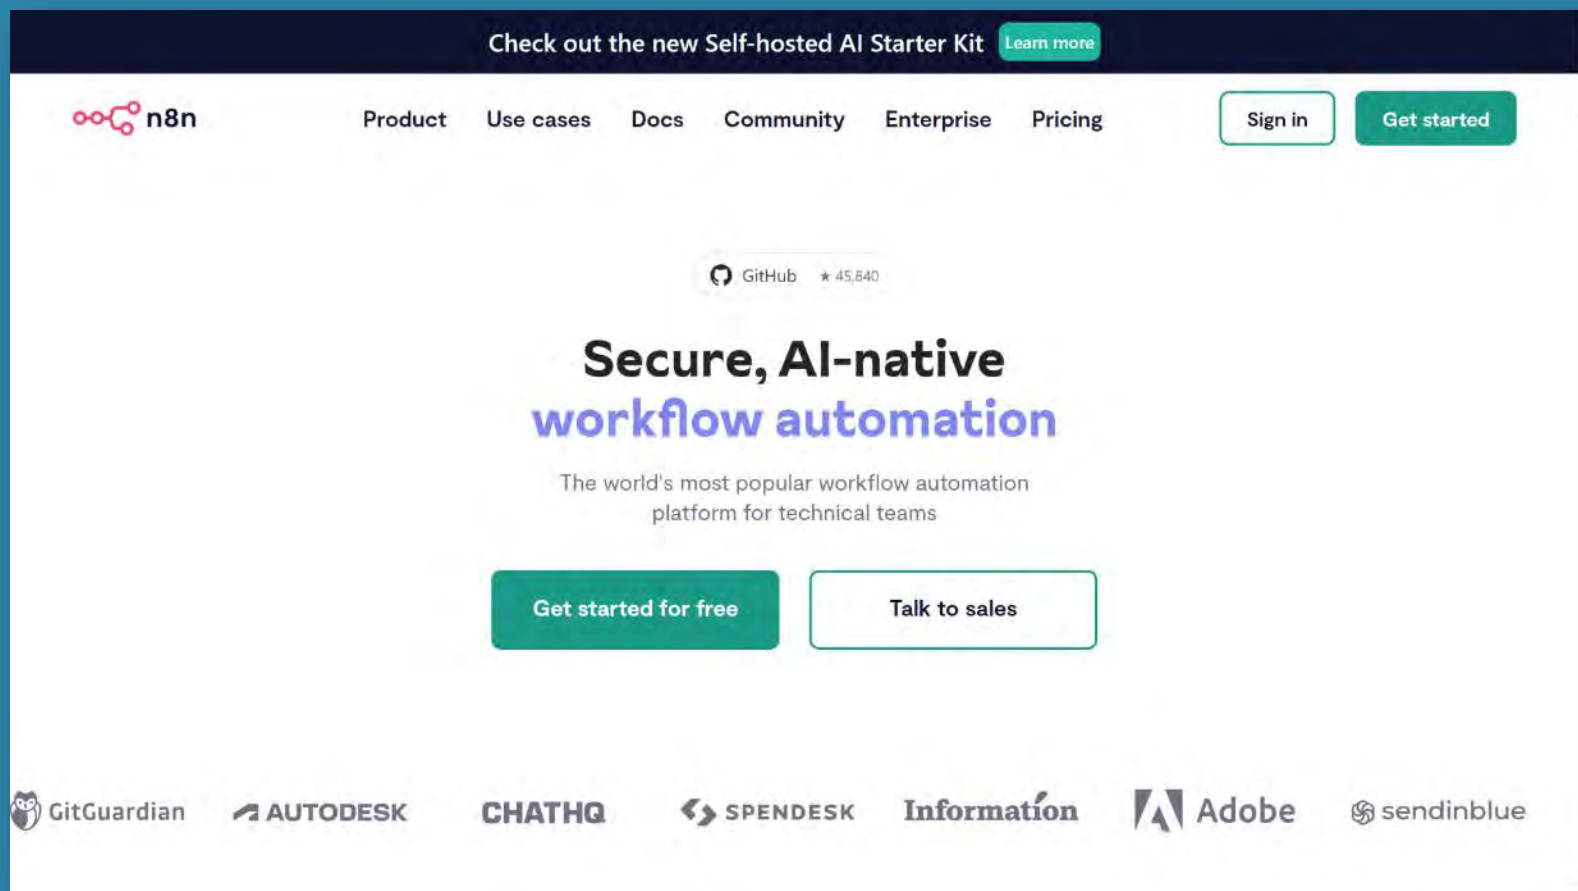 Check out the new Self-hosted AI Starter Kit Learn more
n8n Product Use cases Docs Community Enterprise Pricing Sign in Get started
GitHub ★ 45,840
Secure, AI-native
workflow automation
The world's most popular workflow automation
platform for technical teams
Get started for free Talk to sales
GitGuardian AUTODESK CHATHQ SPENDESK Informatíon Adobe sendinblue